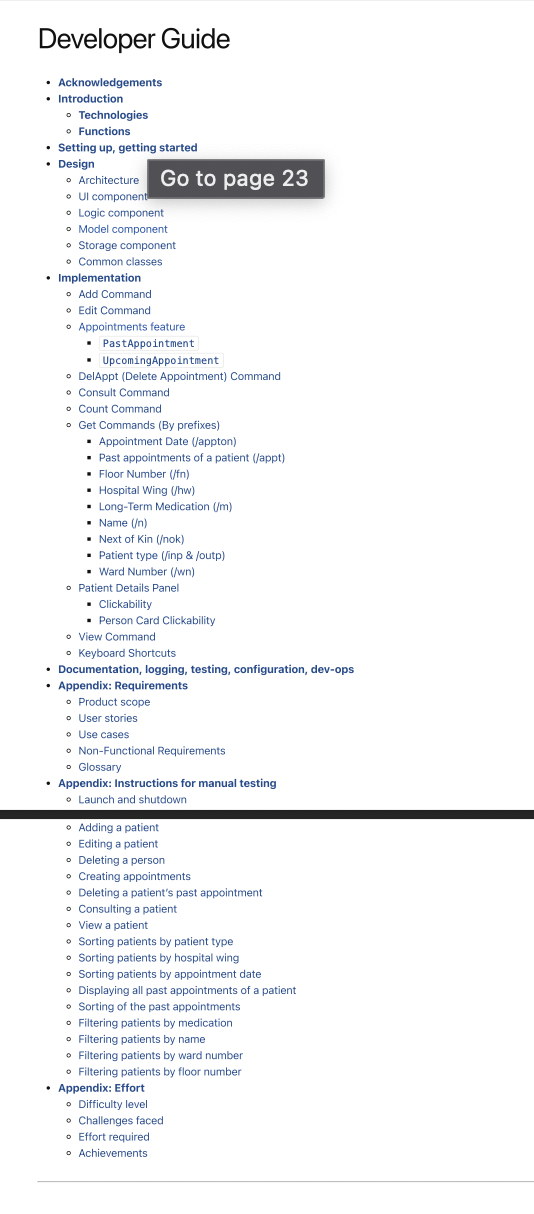 Developer Guide
Acknowledgements
Introduction
Technologies
Functions
Setting up, getting started
Design
Architecture
Go to page 23
UI component
Logic component
Model component
Storage component
Common classes
Implementation
Add Command
Edit Command
Appointments feature
PastAppointment
UpcomingAppointment
DelAppt (Delete Appointment) Command
Consult Command
Count Command
Get Commands (By prefixes)
Appointment Date (/appton)
Past appointments of a patient (/appt)
Floor Number (/fn)
Hospital Wing (/hw)
Long-Term Medication (/m)
Name (/n)
Next of Kin (/nok)
Patient type (/inp & /outp)
Ward Number (/wn)
Patient Details Panel
Clickability
Person Card Clickability
View Command
Keyboard Shortcuts
Documentation, logging, testing, configuration, dev-ops
Appendix: Requirements
Product scope
User stories
Use cases
Non-Functional Requirements
Glossary
Appendix: Instructions for manual testing
Launch and shutdown
Adding a patient
Editing a patient
Deleting a person
Creating appointments
Deleting a patient's past appointment
Consulting a patient
View a patient
Sorting patients by patient type
Sorting patients by hospital wing
Sorting patients by appointment date
Displaying all past appointments of a patient
Sorting of the past appointments
Filtering patients by medication
Filtering patients by name
Filtering patients by ward number
Filtering patients by floor number
Appendix: Effort
Difficulty level
Challenges faced
Effort required
Achievements